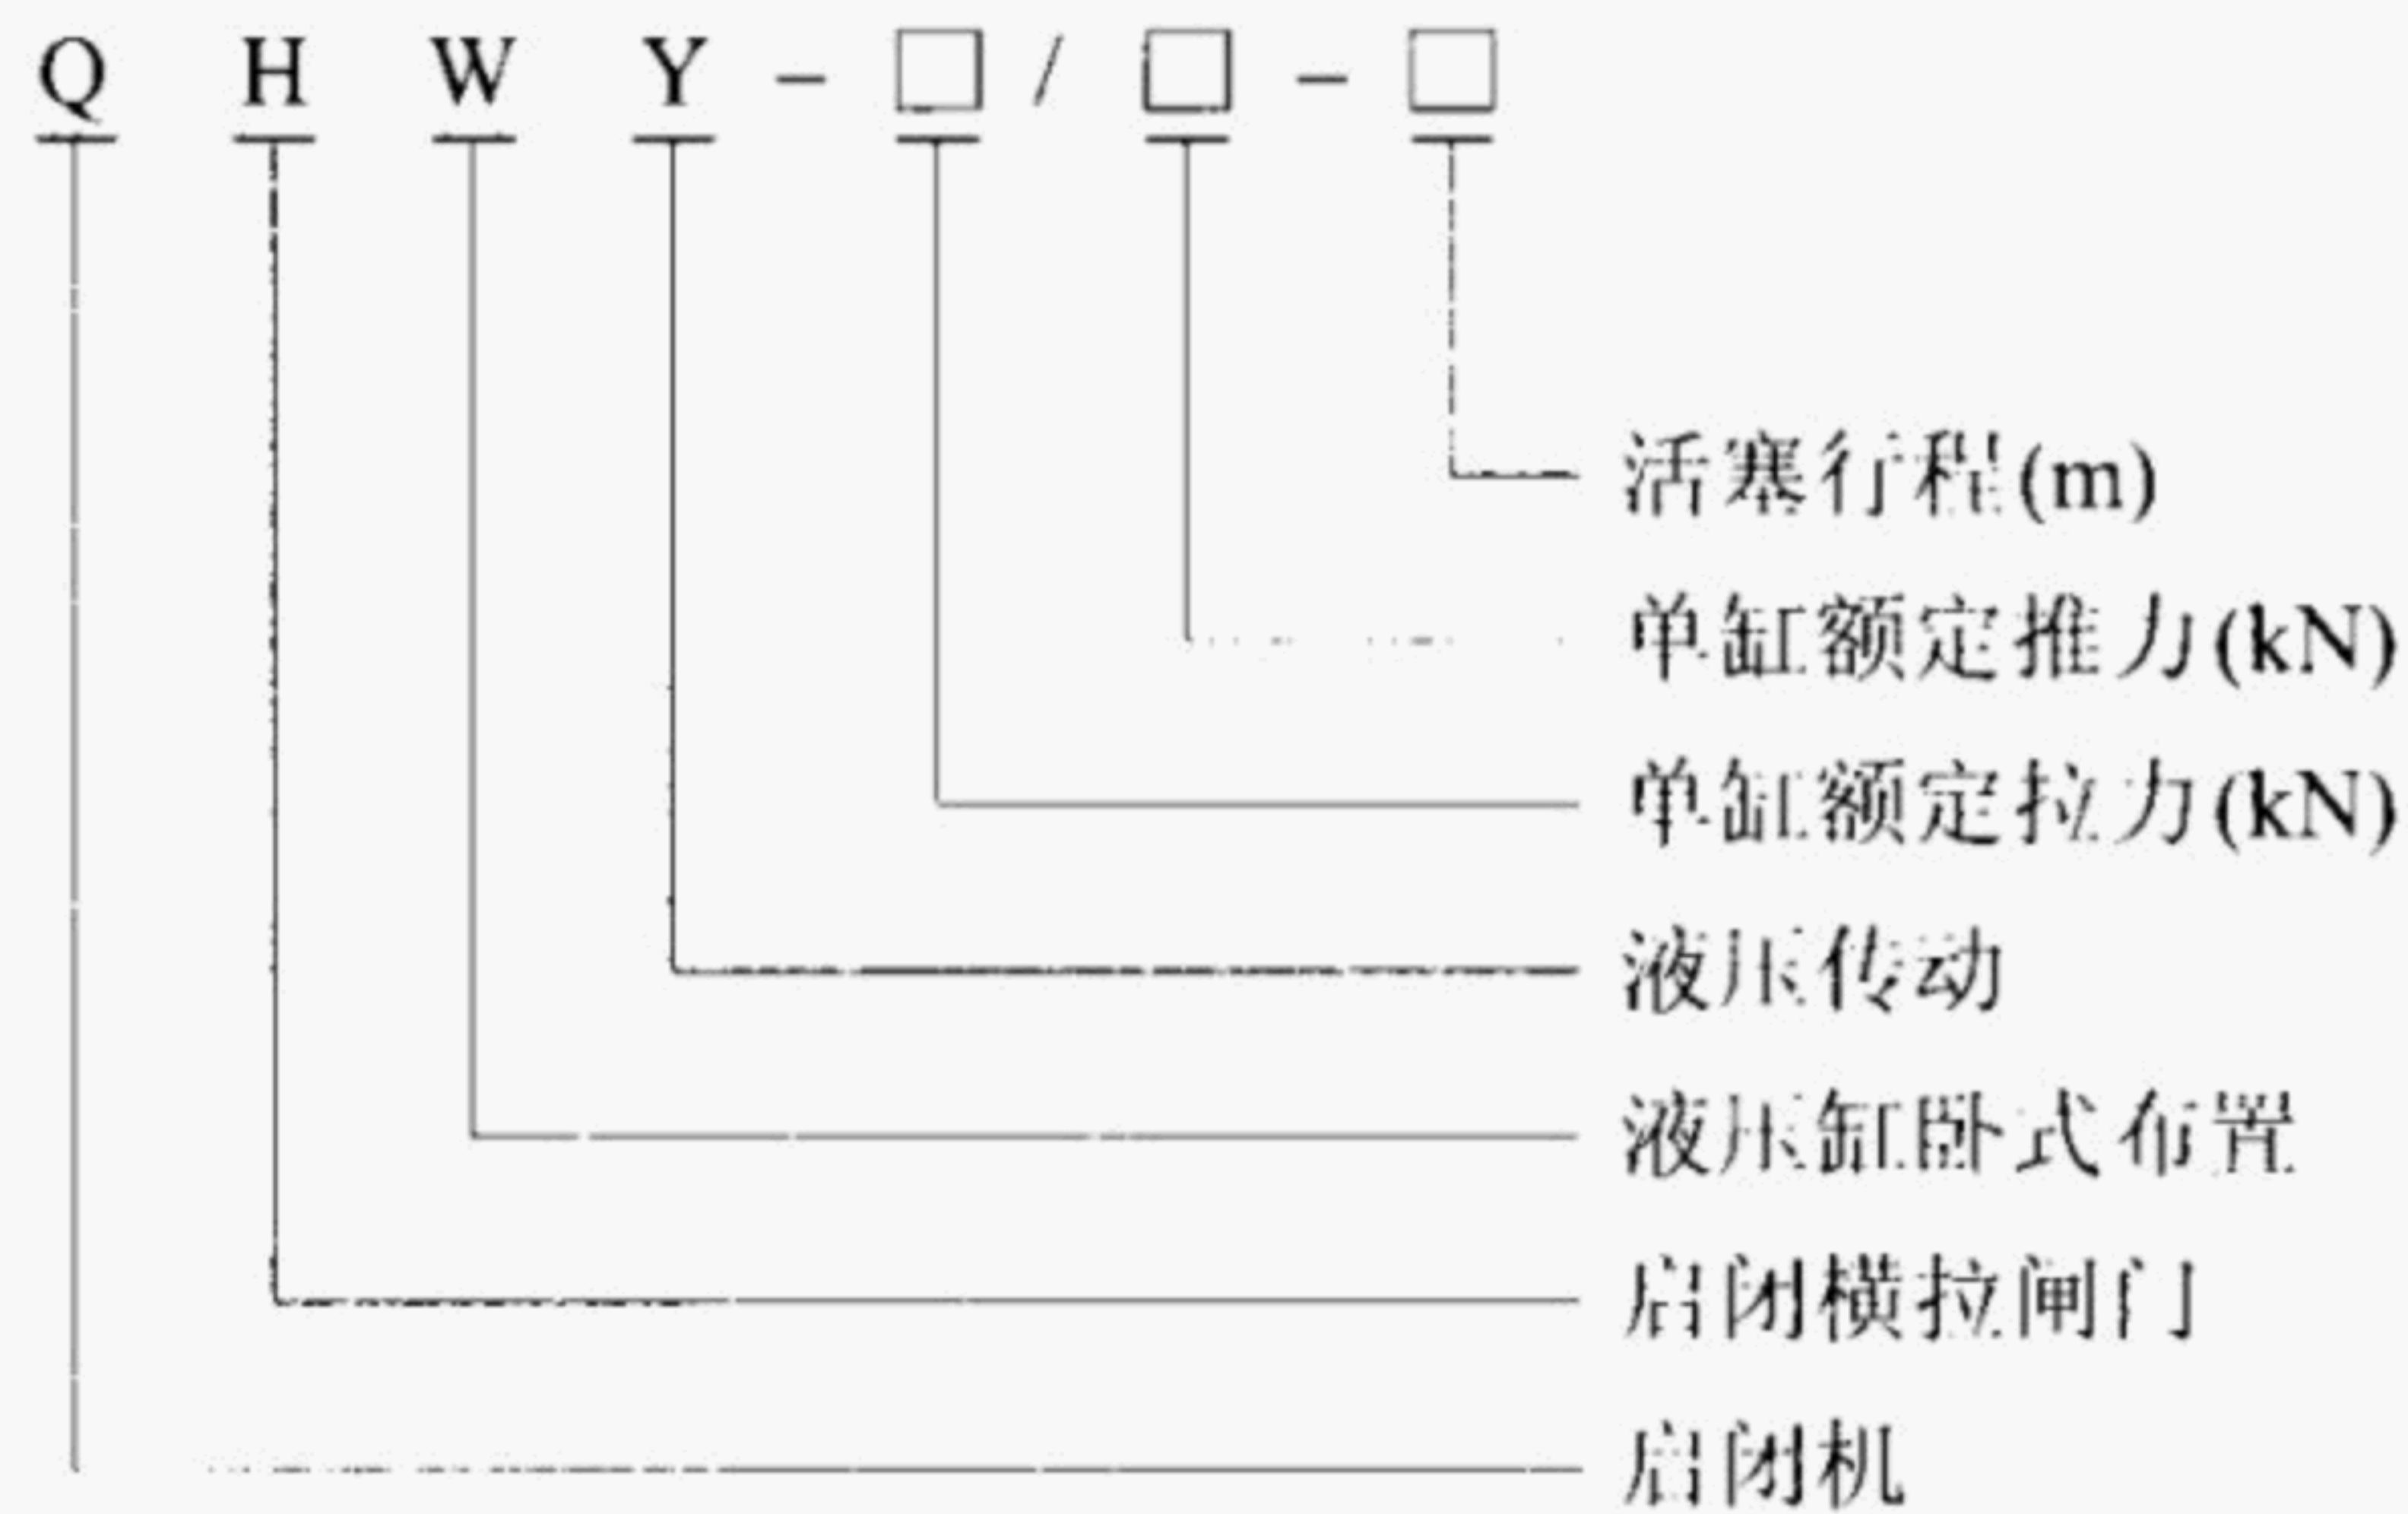 Q H W Y - □ / □ - □
活塞行程(m)
单缸额定推力(kN)
单缸额定拉力(kN)
液压传动
液压缸卧式布置
启闭横拉闸门
启闭机